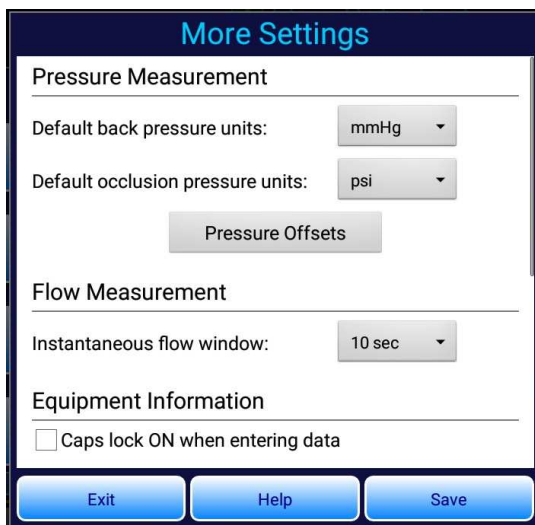 More Settings
Pressure Measurement
Default back pressure units: mmHg
Default occlusion pressure units: psi
Pressure Offsets
Flow Measurement
Instantaneous flow window: 10 sec
Equipment Information
Caps lock ON when entering data
Exit Help Save